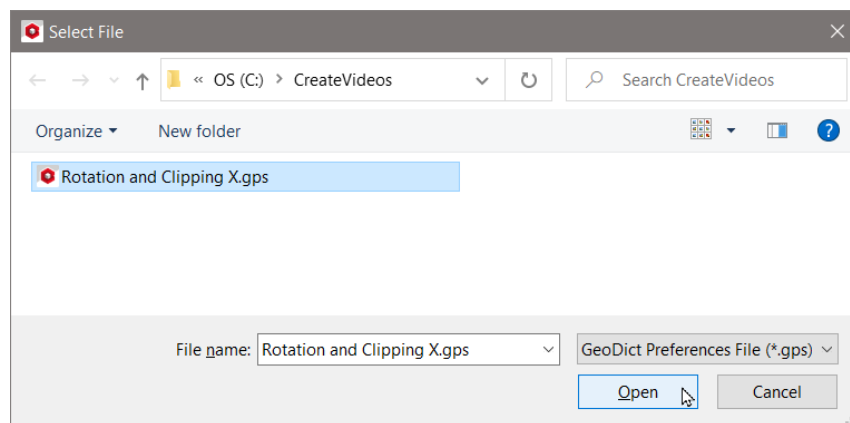 Select File
« OS (C:) > CreateVideos
Search CreateVideos
Organize New folder
?
Rotation and Clipping X.gps
File name: Rotation and Clipping X.gps
GeoDict Preferences File (*.gps)
Open Cancel